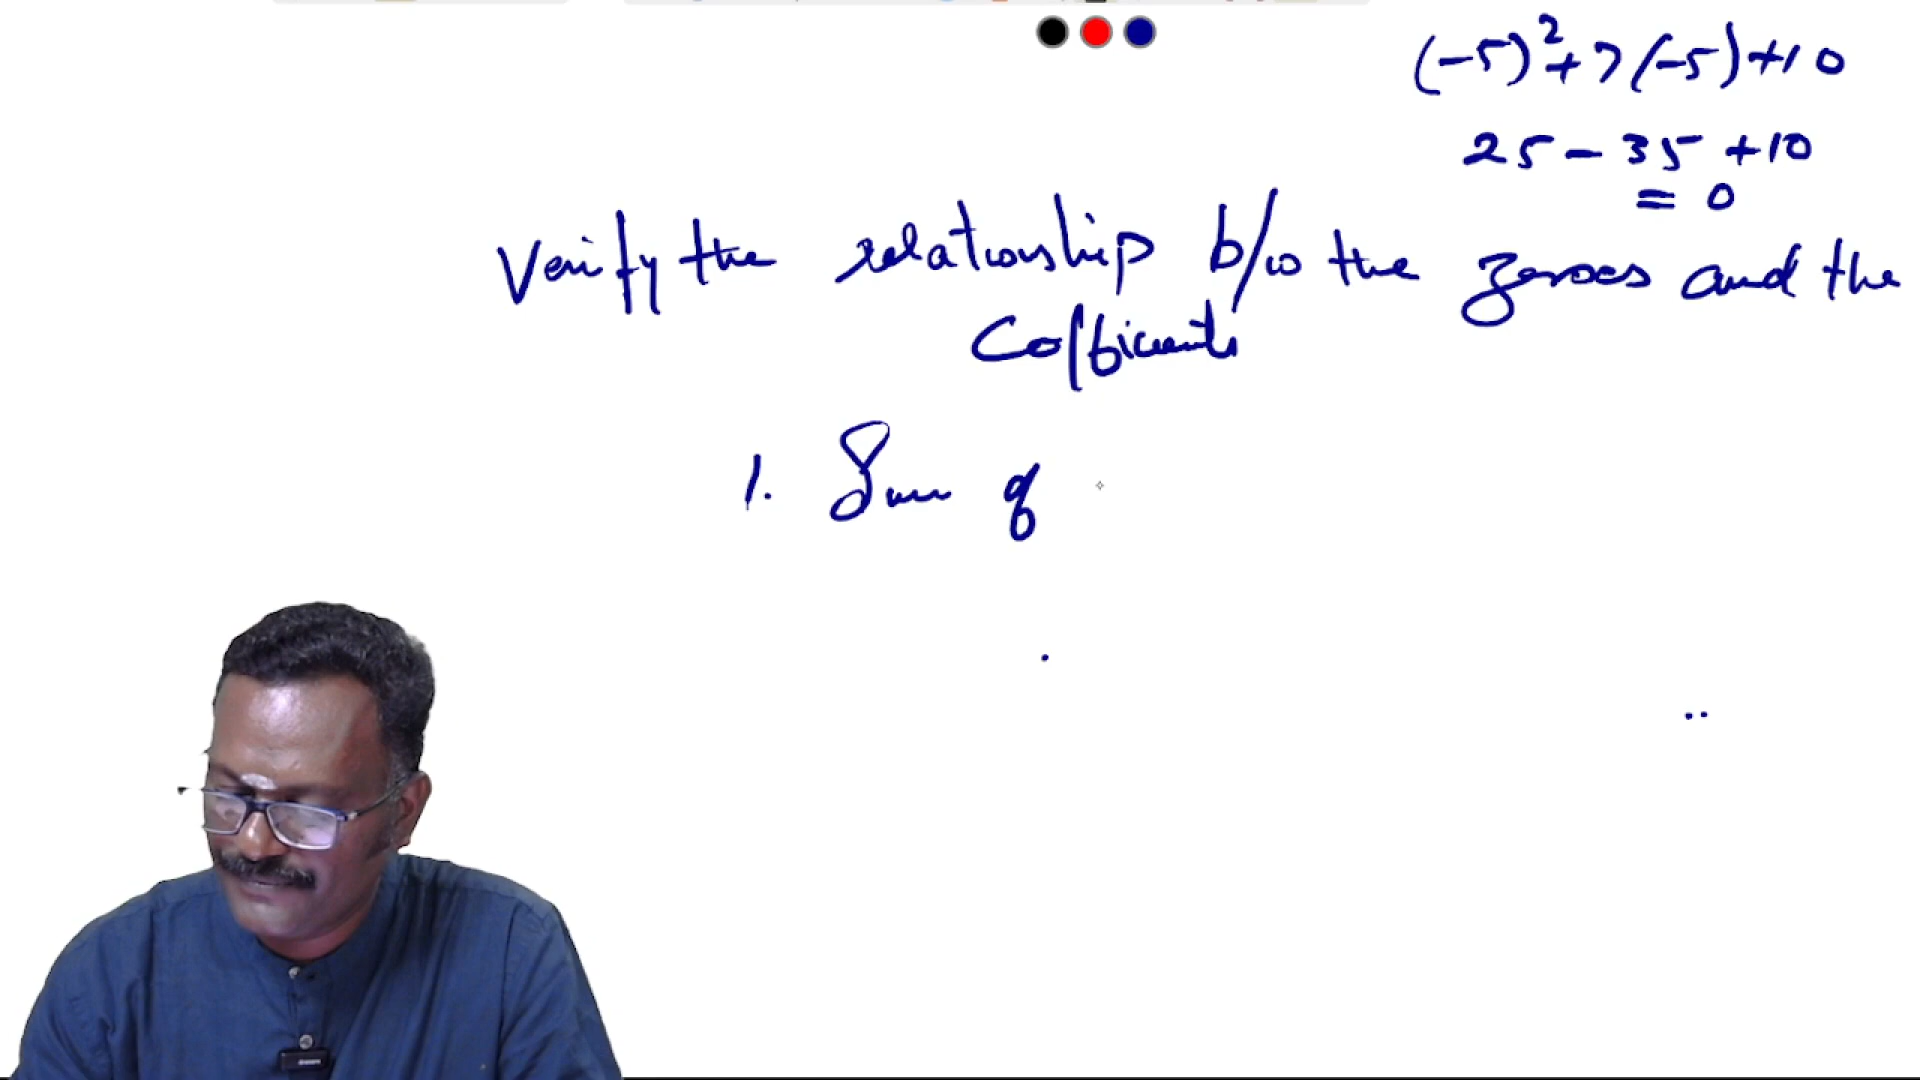 (-5)²+7(-5)+10
25-35+10
=0
Verify the relationship b/w the zeroes and the
Coefficients
1. Sum of